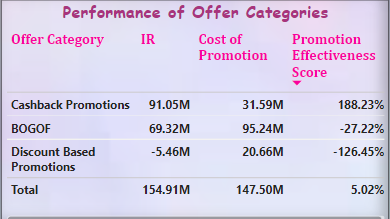 Performance of Offer Categories
Offer Category IR Cost of Promotion Promotion Effectiveness Score
Cashback Promotions 91.05M 31.59M 188.23%
BOGOF 69.32M 95.24M -27.22%
Discount Based Promotions -5.46M 20.66M -126.45%
Total 154.91M 147.50M 5.02%